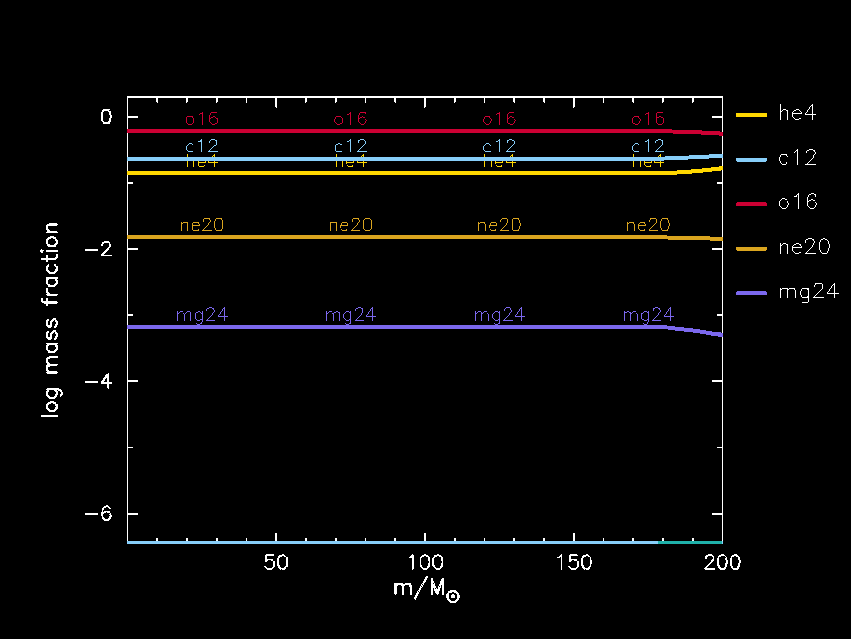 o16 o16 o16 o16
c12 c12 c12 c12
he4 he4 he4 he4
ne20 ne20 ne20 ne20
mg24 mg24 mg24 mg24
0
−2
−4
−6
log mass fraction
50 100 150 200
m/M☉
he4
c12
o16
ne20
mg24